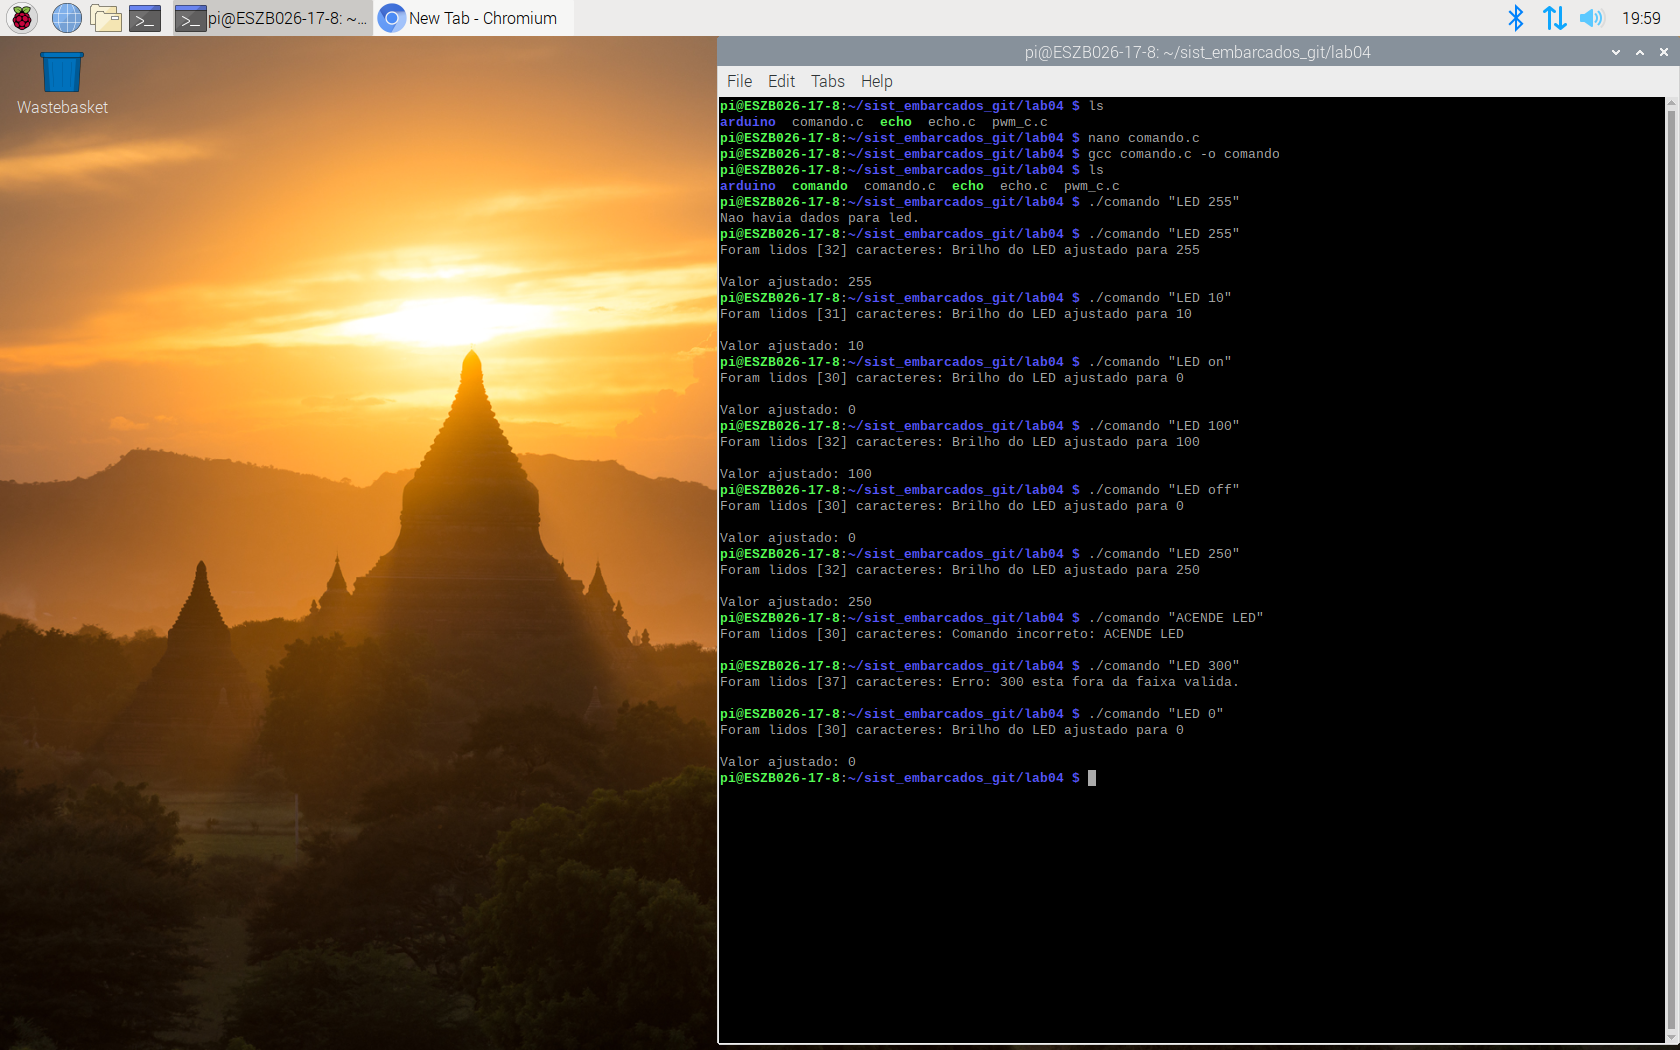 pi@ESZB026-17-8: ~...
New Tab - Chromium
19:59
Wastebasket
pi@ESZB026-17-8: ~/sist_embarcados_git/lab04
File Edit Tabs Help
pi@ESZB026-17-8:~/sist_embarcados_git/lab04 $ ls
arduino  comando.c  echo  echo.c  pwm_c.c
pi@ESZB026-17-8:~/sist_embarcados_git/lab04 $ nano comando.c
pi@ESZB026-17-8:~/sist_embarcados_git/lab04 $ gcc comando.c -o comando
pi@ESZB026-17-8:~/sist_embarcados_git/lab04 $ ls
arduino  comando  comando.c  echo  echo.c  pwm_c.c
pi@ESZB026-17-8:~/sist_embarcados_git/lab04 $ ./comando "LED 255"
Nao havia dados para led.
pi@ESZB026-17-8:~/sist_embarcados_git/lab04 $ ./comando "LED 255"
Foram lidos [32] caracteres: Brilho do LED ajustado para 255
Valor ajustado: 255
pi@ESZB026-17-8:~/sist_embarcados_git/lab04 $ ./comando "LED 10"
Foram lidos [31] caracteres: Brilho do LED ajustado para 10
Valor ajustado: 10
pi@ESZB026-17-8:~/sist_embarcados_git/lab04 $ ./comando "LED on"
Foram lidos [30] caracteres: Brilho do LED ajustado para 0
Valor ajustado: 0
pi@ESZB026-17-8:~/sist_embarcados_git/lab04 $ ./comando "LED 100"
Foram lidos [32] caracteres: Brilho do LED ajustado para 100
Valor ajustado: 100
pi@ESZB026-17-8:~/sist_embarcados_git/lab04 $ ./comando "LED off"
Foram lidos [30] caracteres: Brilho do LED ajustado para 0
Valor ajustado: 0
pi@ESZB026-17-8:~/sist_embarcados_git/lab04 $ ./comando "LED 250"
Foram lidos [32] caracteres: Brilho do LED ajustado para 250
Valor ajustado: 250
pi@ESZB026-17-8:~/sist_embarcados_git/lab04 $ ./comando "ACENDE LED"
Foram lidos [30] caracteres: Comando incorreto: ACENDE LED
pi@ESZB026-17-8:~/sist_embarcados_git/lab04 $ ./comando "LED 300"
Foram lidos [37] caracteres: Erro: 300 esta fora da faixa valida.
pi@ESZB026-17-8:~/sist_embarcados_git/lab04 $ ./comando "LED 0"
Foram lidos [30] caracteres: Brilho do LED ajustado para 0
Valor ajustado: 0
pi@ESZB026-17-8:~/sist_embarcados_git/lab04 $